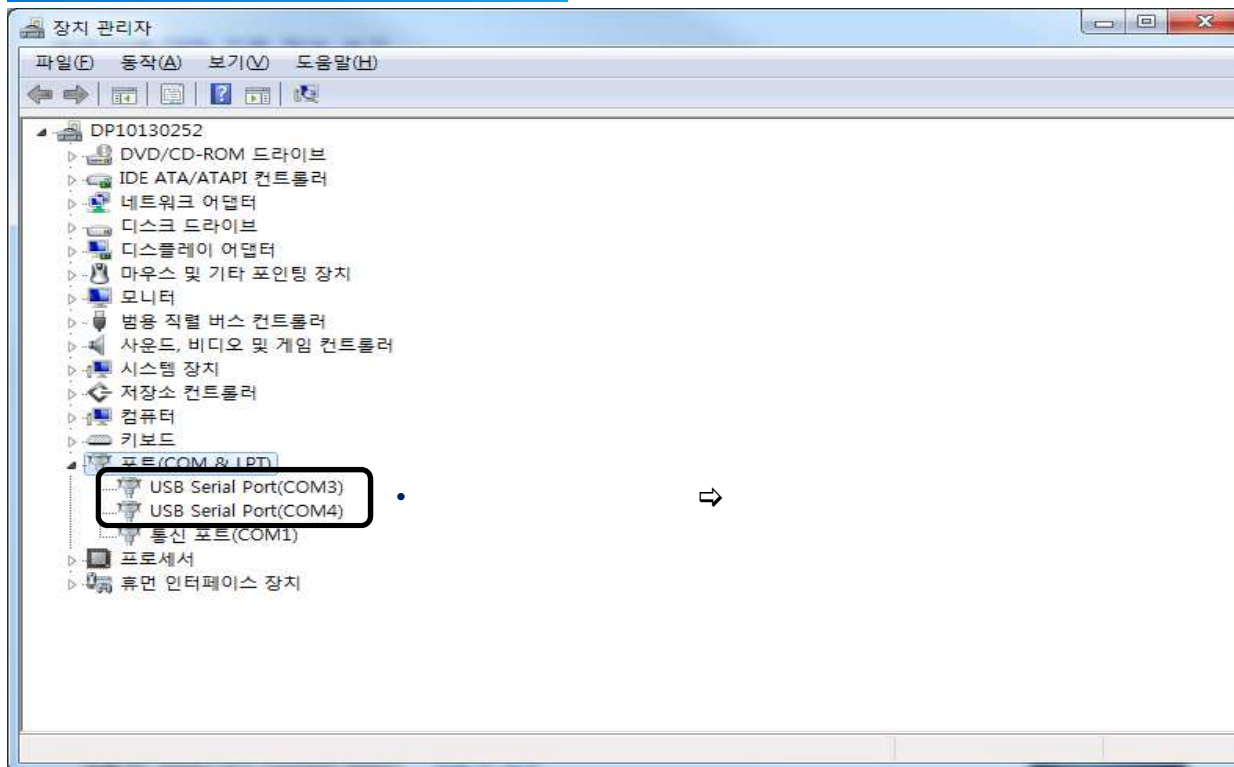 장치 관리자
파일(F) 동작(A) 보기(V) 도움말(H)
DP10130252
DVD/CD-ROM 드라이브
IDE ATA/ATAPI 컨트롤러
네트워크 어댑터
디스크 드라이브
디스플레이 어댑터
마우스 및 기타 포인팅 장치
모니터
범용 직렬 버스 컨트롤러
사운드, 비디오 및 게임 컨트롤러
시스템 장치
저장소 컨트롤러
컴퓨터
키보드
포트(COM & LPT)
USB Serial Port(COM3)
USB Serial Port(COM4)
통신 포트(COM1)
프로세서
휴먼 인터페이스 장치